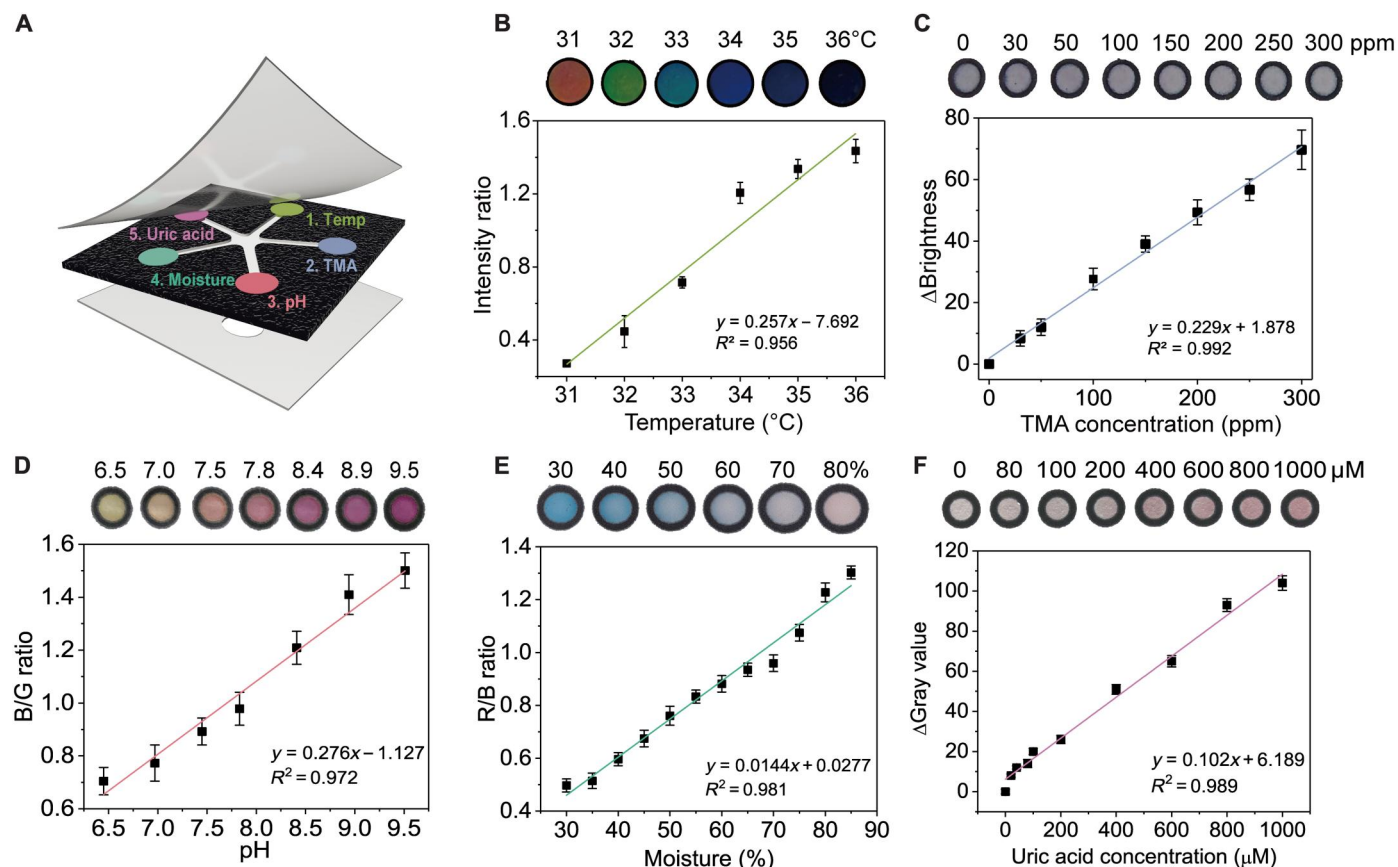 A
5. Uric acid
1. Temp
4. Moisture
2. TMA
3. pH
B
31 32 33 34 35 36°C
1.6
1.2
0.8
0.4
Intensity ratio
y = 0.257x – 7.692
R² = 0.956
31 32 33 34 35 36
Temperature (°C)
C
0 30 50 100 150 200 250 300 ppm
80
60
40
20
0
ΔBrightness
y = 0.229x + 1.878
R² = 0.992
0 100 200 300
TMA concentration (ppm)
D
6.5 7.0 7.5 7.8 8.4 8.9 9.5
1.6
1.4
1.2
1.0
0.8
0.6
B/G ratio
y = 0.276x – 1.127
R² = 0.972
6.5 7.0 7.5 8.0 8.5 9.0 9.5
pH
E
30 40 50 60 70 80%
1.4
1.2
1.0
0.8
0.6
0.4
R/B ratio
y = 0.0144x + 0.0277
R² = 0.981
30 40 50 60 70 80 90
Moisture (%)
F
0 80 100 200 400 600 800 1000 µM
120
100
80
60
40
20
0
ΔGray value
y = 0.102x + 6.189
R² = 0.989
0 200 400 600 800 1000
Uric acid concentration (µM)